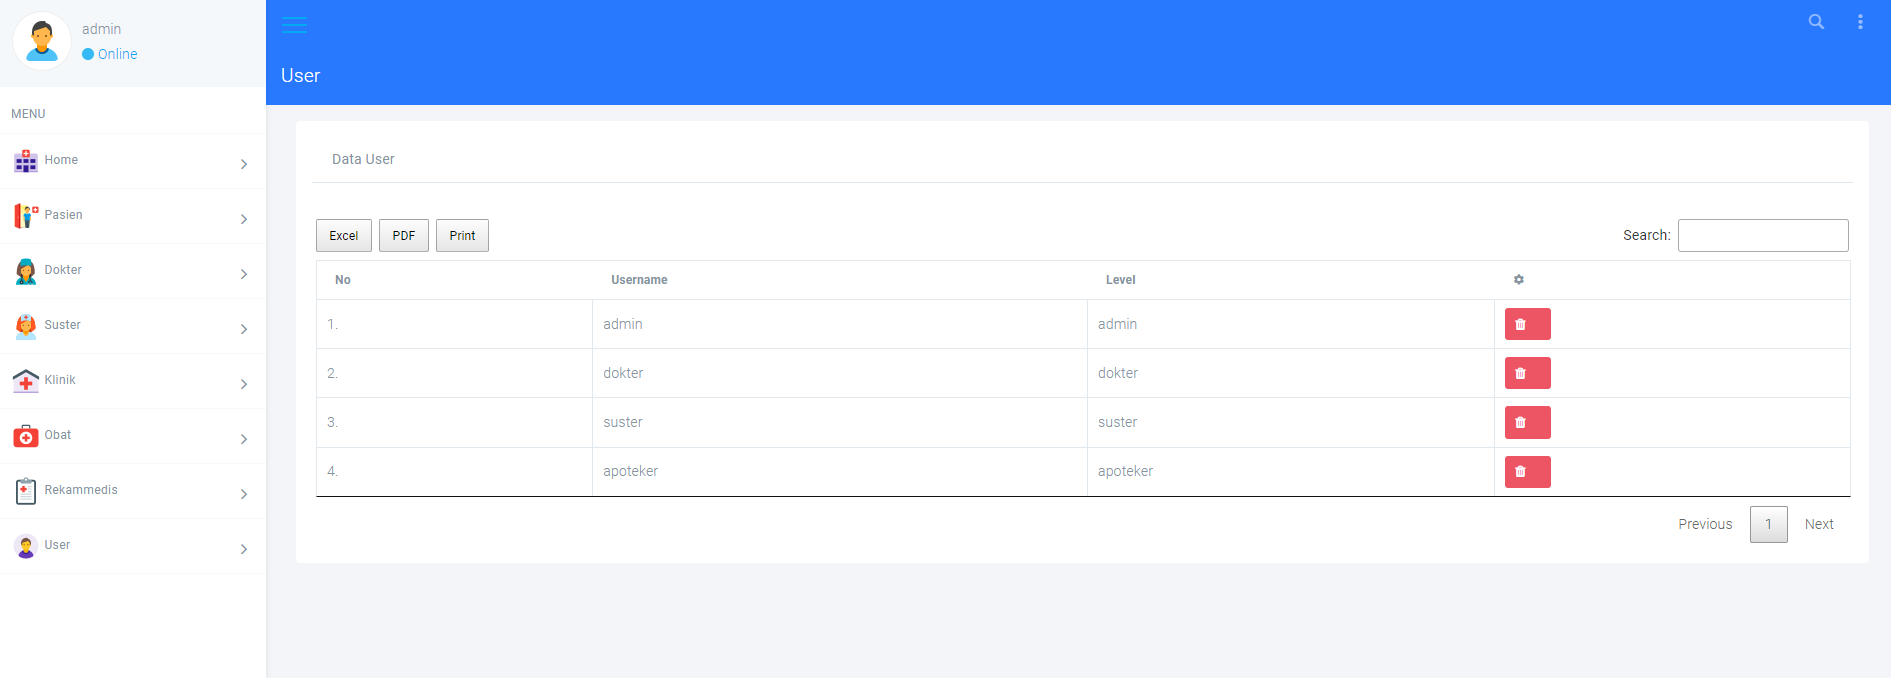 admin
Online
MENU
Home
Pasien
Dokter
Suster
Klinik
Obat
Rekammedis
User
User
Data User
Excel PDF Print Search:
No Username Level
1. admin admin
2. dokter dokter
3. suster suster
4. apoteker apoteker
Previous 1 Next